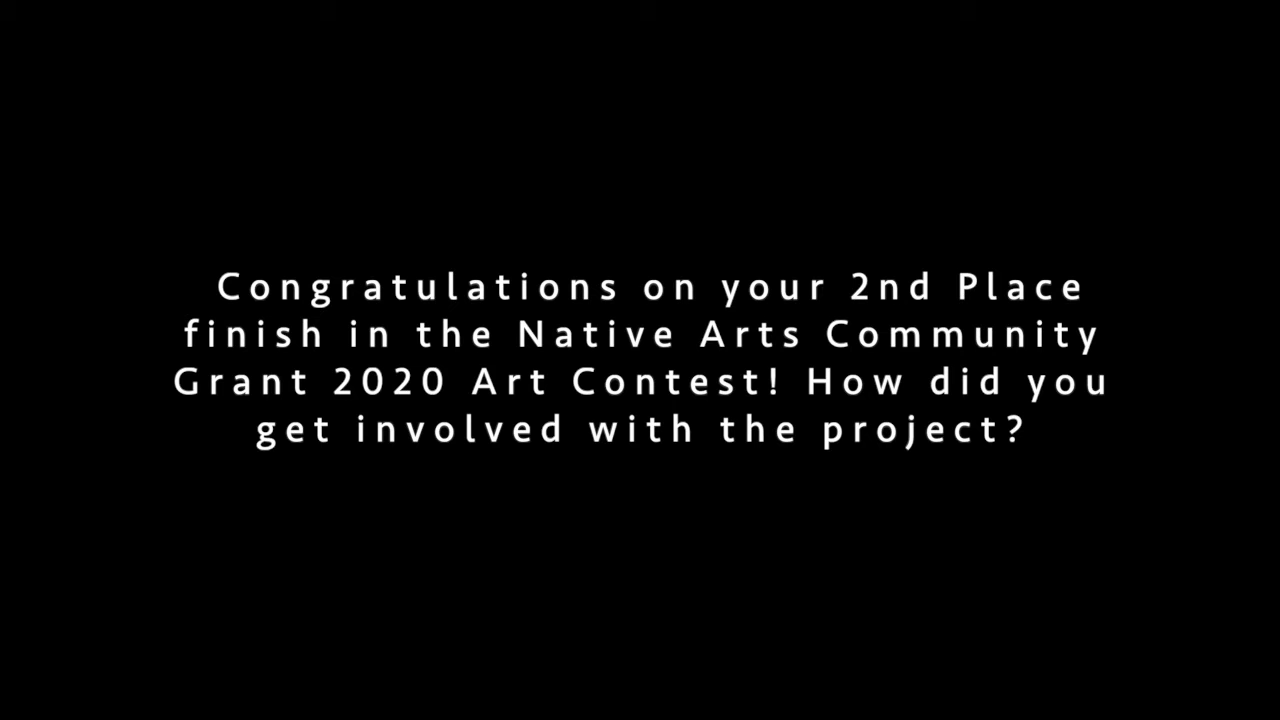 Congratulations on your 2nd Place
finish in the Native Arts Community
Grant 2020 Art Contest! How did you
get involved with the project?